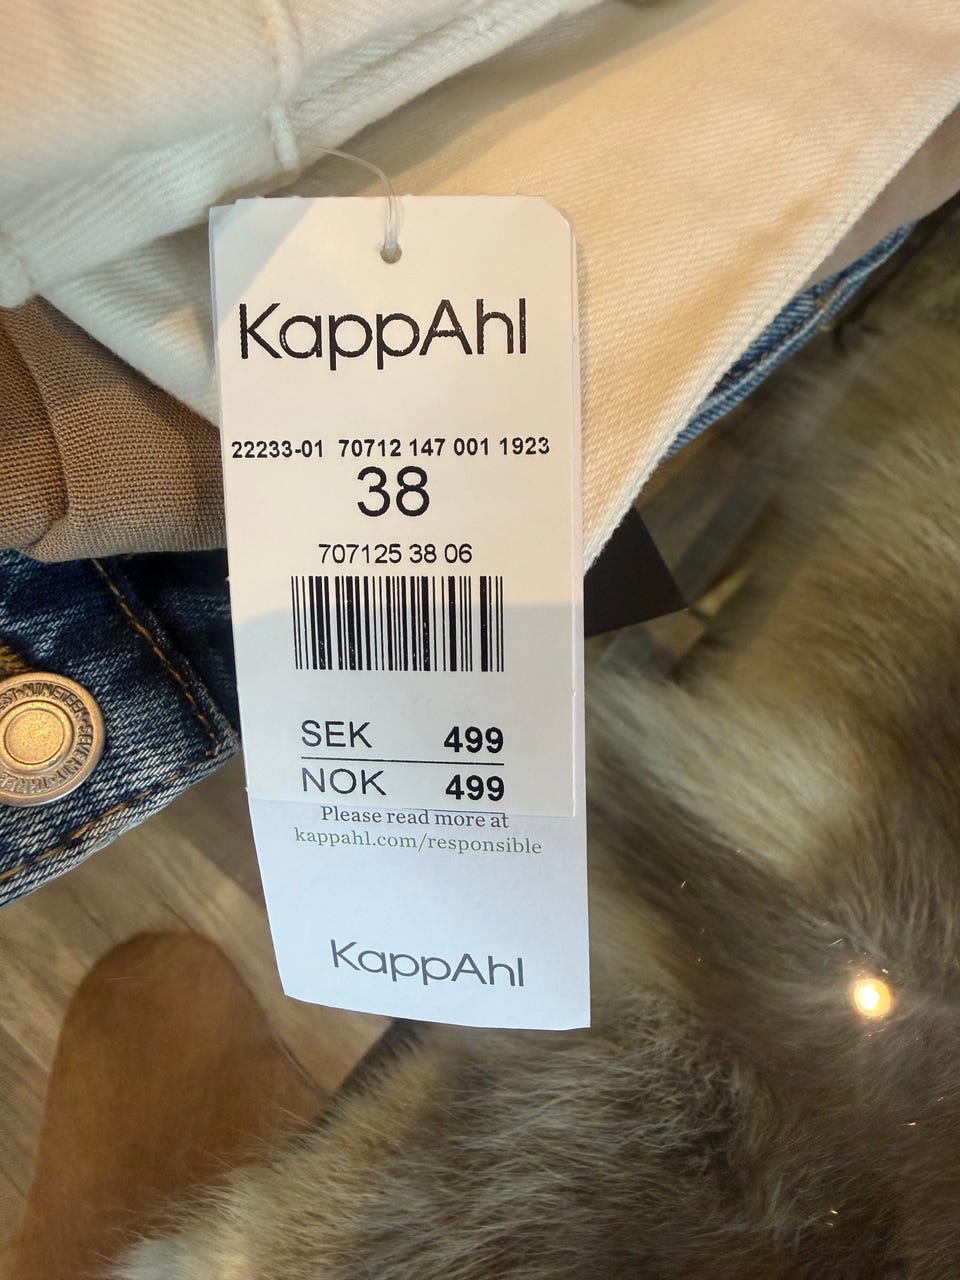 KappAhl
22233-01 70712 147 001 1923
38
707125 38 06
SEK 499
NOK 499
Please read more at
kappahl.com/responsible
KappAhl